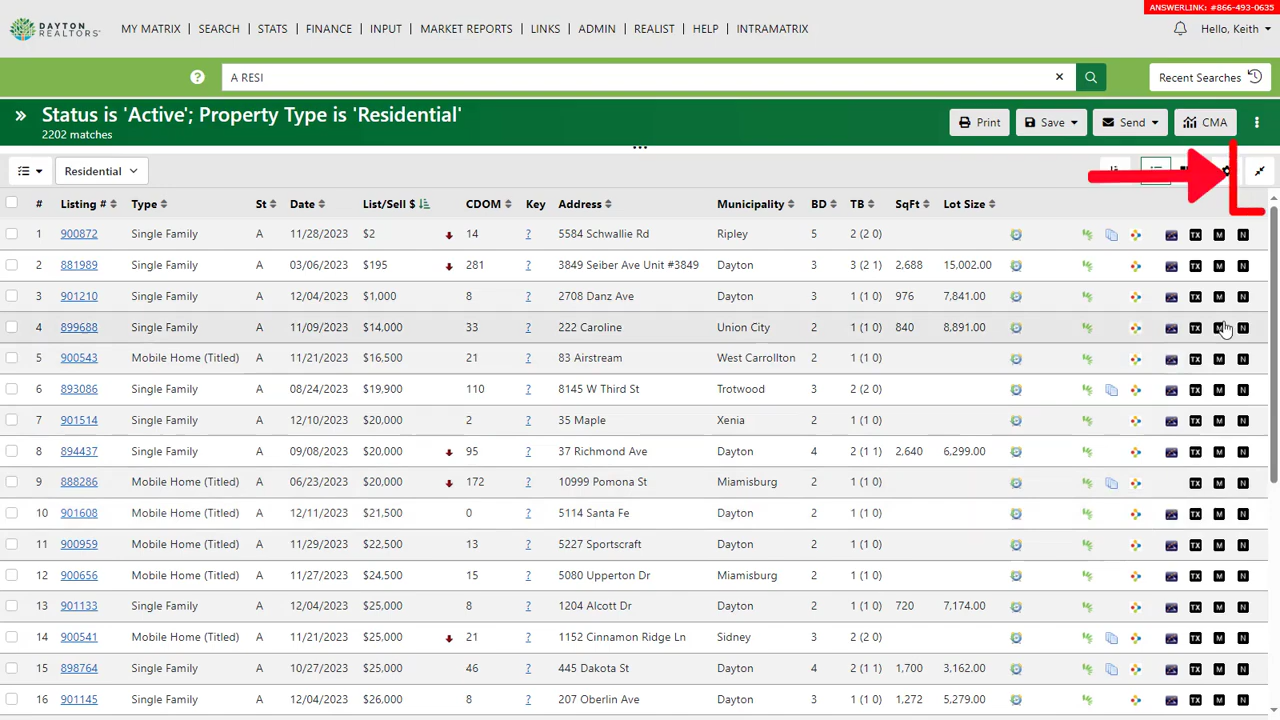 ANSWERLINK: #866-493-0635
DAYTON REALTORS® MY MATRIX SEARCH STATS FINANCE INPUT MARKET REPORTS LINKS ADMIN REALIST HELP INTRAMATRIX Hello, Keith
? A RESI × Recent Searches
Status is 'Active'; Property Type is 'Residential'
2202 matches
Print Save Send CMA
Residential
# Listing # Type St Date List/Sell $ CDOM Key Address Municipality BD TB SqFt Lot Size
1 900872 Single Family A 11/28/2023 $2 14 ? 5584 Schwallie Rd Ripley 5 2 (2 0) TX M N
2 881989 Single Family A 03/06/2023 $195 281 ? 3849 Seiber Ave Unit #3849 Dayton 3 3 (2 1) 2,688 15,002.00 TX M N
3 901210 Single Family A 12/04/2023 $1,000 8 ? 2708 Danz Ave Dayton 3 1 (1 0) 976 7,841.00 TX M N
4 899688 Single Family A 11/09/2023 $14,000 33 ? 222 Caroline Union City 2 1 (1 0) 840 8,891.00 TX M N
5 900543 Mobile Home (Titled) A 11/21/2023 $16,500 21 ? 83 Airstream West Carrollton 2 1 (1 0) TX M N
6 893086 Single Family A 08/24/2023 $19,900 110 ? 8145 W Third St Trotwood 3 2 (2 0) TX M N
7 901514 Single Family A 12/10/2023 $20,000 2 ? 35 Maple Xenia 2 1 (1 0) TX M N
8 894437 Single Family A 09/08/2023 $20,000 95 ? 37 Richmond Ave Dayton 4 2 (1 1) 2,640 6,299.00 TX M N
9 888286 Mobile Home (Titled) A 06/23/2023 $20,000 172 ? 10999 Pomona St Miamisburg 2 1 (1 0) TX M N
10 901608 Mobile Home (Titled) A 12/11/2023 $21,500 0 ? 5114 Santa Fe Dayton 2 1 (1 0) TX M N
11 900959 Mobile Home (Titled) A 11/29/2023 $22,500 13 ? 5227 Sportscraft Dayton 2 1 (1 0) TX M N
12 900656 Mobile Home (Titled) A 11/27/2023 $24,500 15 ? 5080 Upperton Dr Miamisburg 2 1 (1 0) TX M N
13 901133 Single Family A 12/04/2023 $25,000 8 ? 1204 Alcott Dr Dayton 2 1 (1 0) 720 7,174.00 TX M N
14 900541 Mobile Home (Titled) A 11/21/2023 $25,000 21 ? 1152 Cinnamon Ridge Ln Sidney 3 2 (2 0) TX M N
15 898764 Single Family A 10/27/2023 $25,000 46 ? 445 Dakota St Dayton 4 2 (1 1) 1,700 3,162.00 TX M N
16 901145 Single Family A 12/04/2023 $26,000 8 ? 207 Oberlin Ave Dayton 3 1 (1 0) 1,272 5,279.00 TX M N